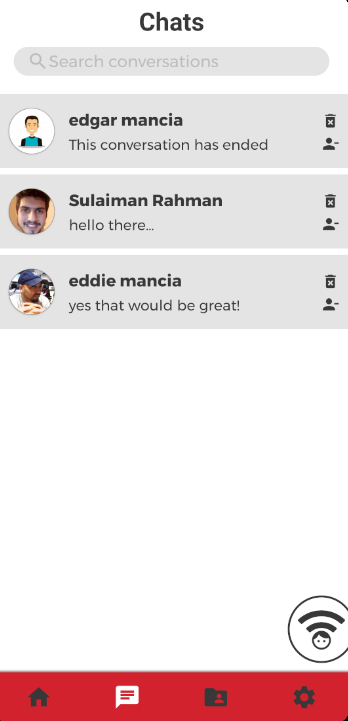 Chats
Search conversations
edgar mancia
This conversation has ended
Sulaiman Rahman
hello there...
eddie mancia
yes that would be great!